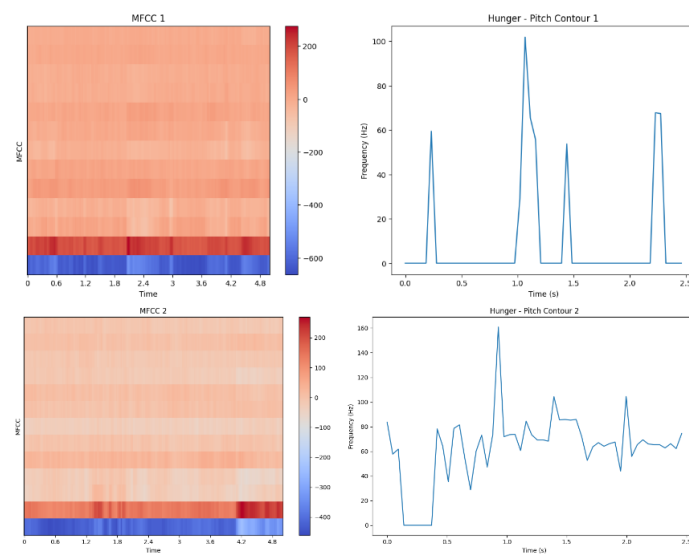 MFCC 1
200
0
−200
−400
−600
MFCC
0 0.6 1.2 1.8 2.4 3 3.6 4.2 4.8
Time
Hunger - Pitch Contour 1
100
80
60
40
20
0
Frequency (Hz)
0.0 0.5 1.0 1.5 2.0 2.5
Time (s)
MFCC 2
200
100
0
−100
−200
−300
−400
MFCC
0 0.6 1.2 1.8 2.4 3 3.6 4.2 4.8
Time
Hunger - Pitch Contour 2
160
140
120
100
80
60
40
20
0
Frequency (Hz)
0.0 0.5 1.0 1.5 2.0 2.5
Time (s)